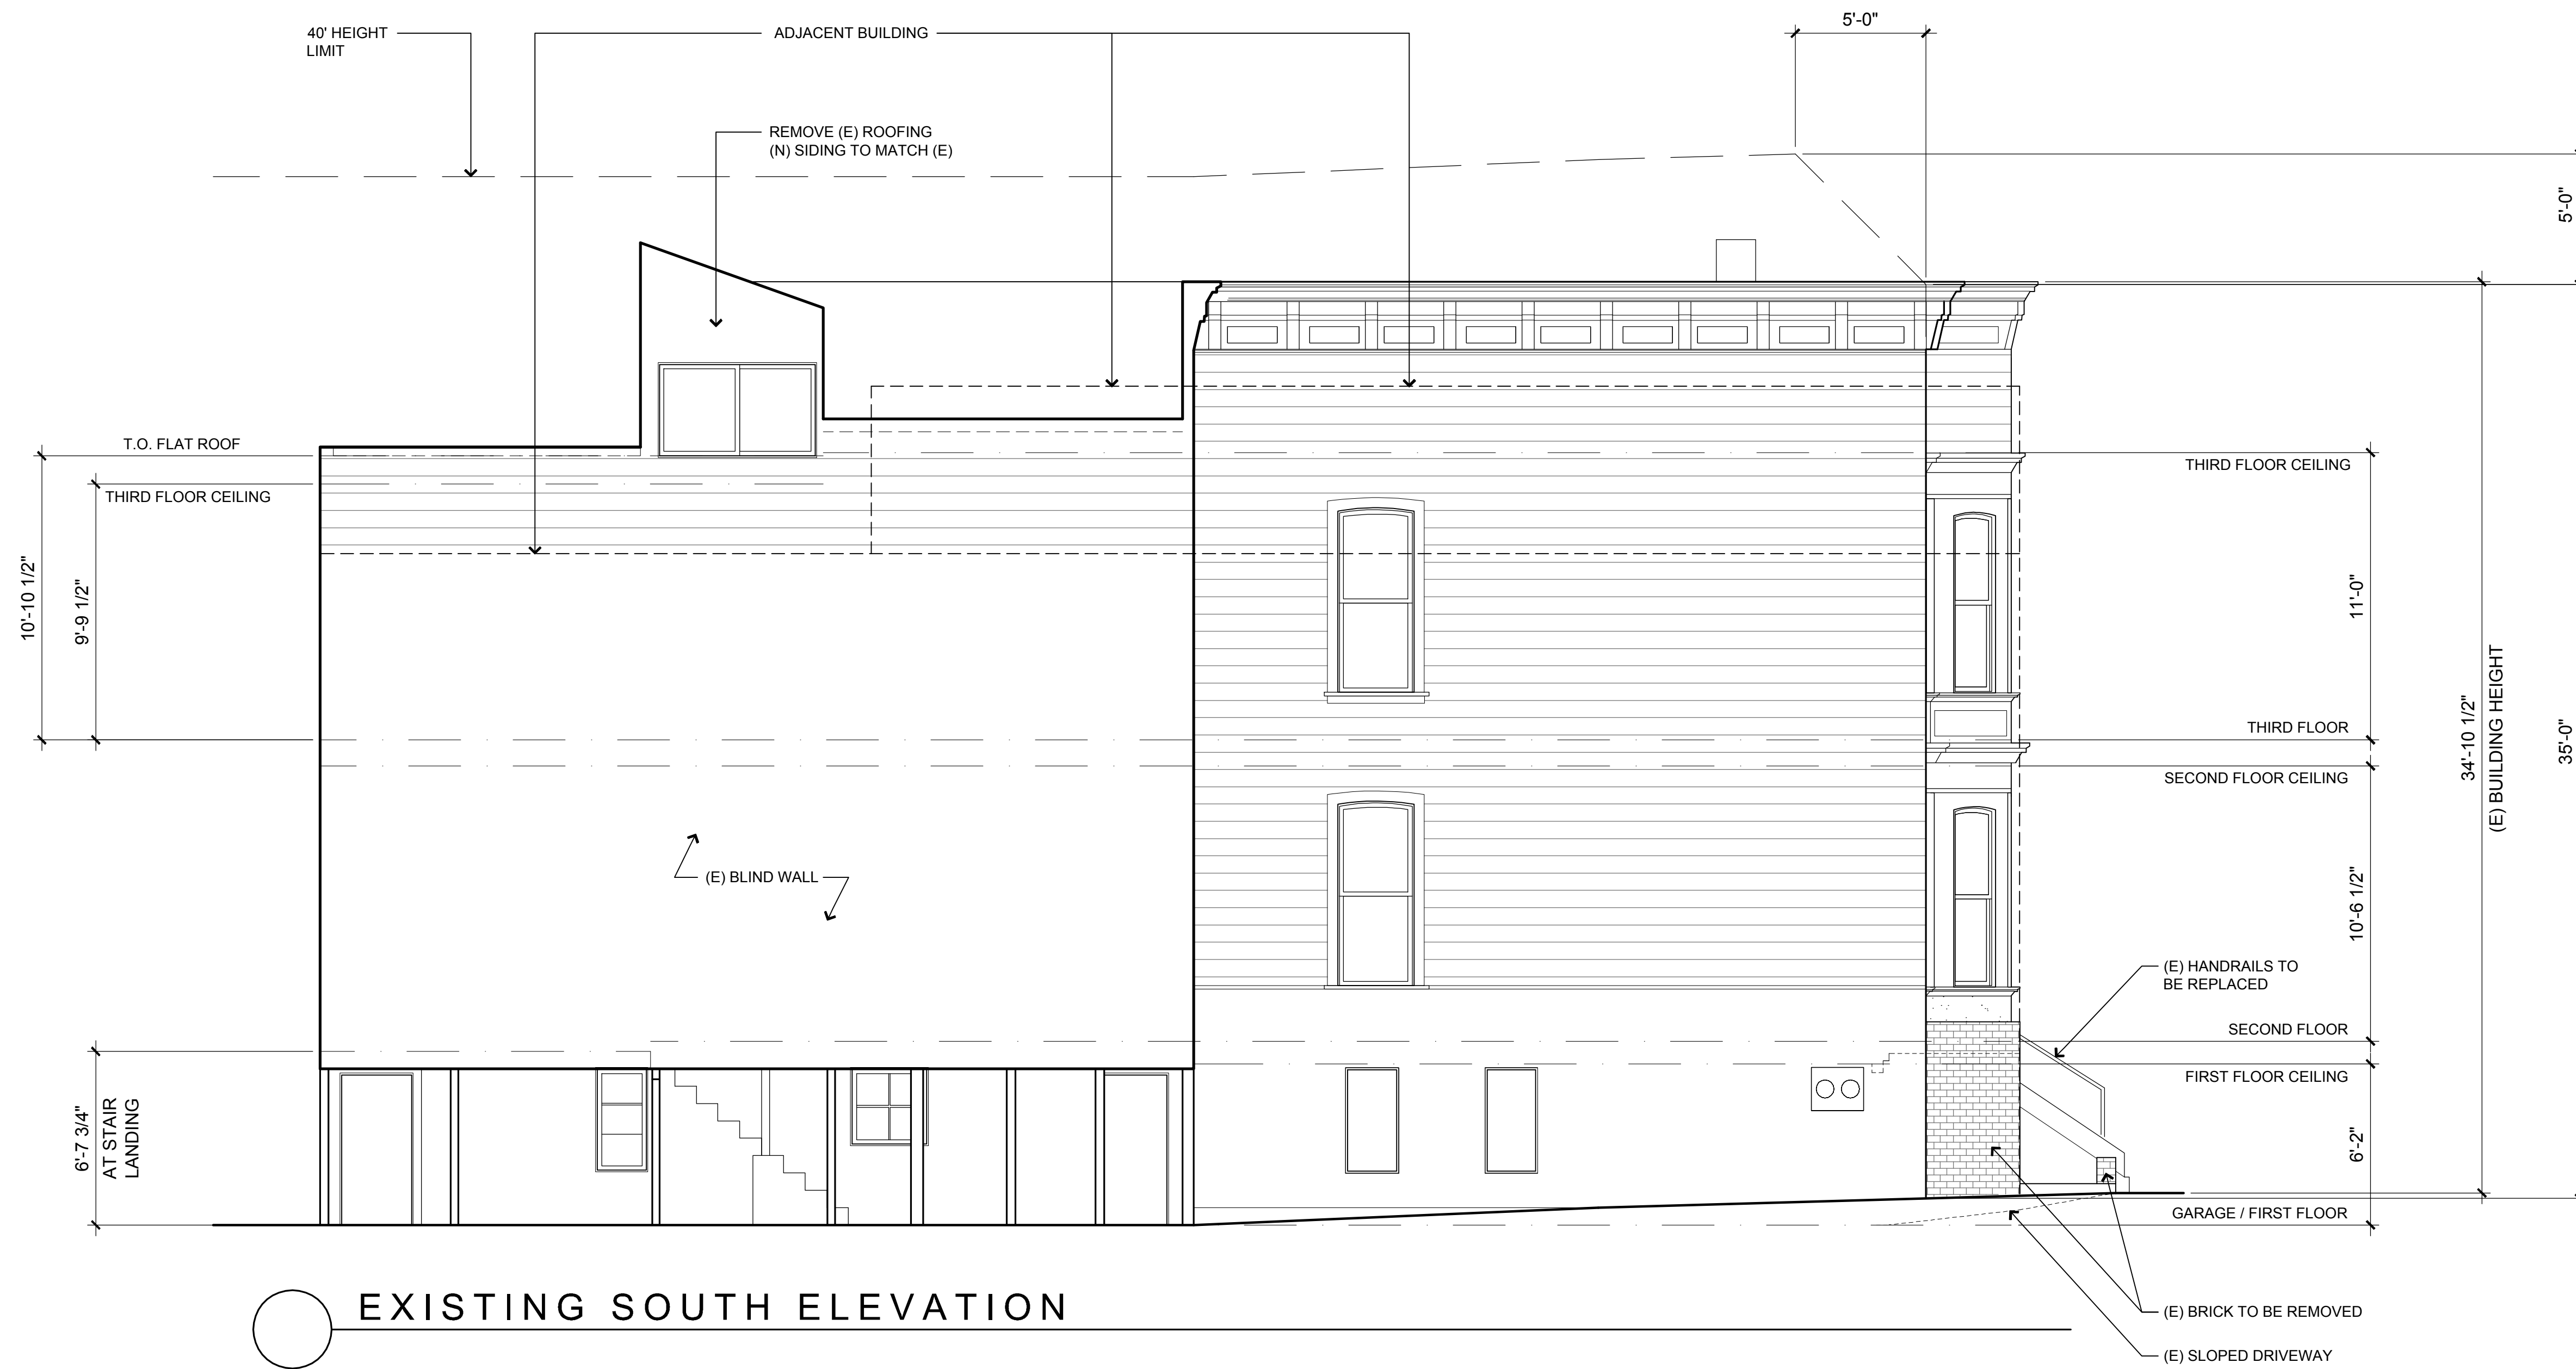 5'-0"
40' HEIGHT
LIMIT
ADJACENT BUILDING
REMOVE (E) ROOFING
(N) SIDING TO MATCH (E)
5'-0"
T.O. FLAT ROOF
THIRD FLOOR CEILING
THIRD FLOOR CEILING
10'-10 1/2"
9'-9 1/2"
11'-0"
THIRD FLOOR
SECOND FLOOR CEILING
34'-10 1/2"
(E) BUILDING HEIGHT
35'-0"
(E) BLIND WALL
10'-6 1/2"
(E) HANDRAILS TO
BE REPLACED
SECOND FLOOR
FIRST FLOOR CEILING
6'-7 3/4"
AT STAIR
LANDING
6'-2"
GARAGE / FIRST FLOOR
EXISTING SOUTH ELEVATION
(E) BRICK TO BE REMOVED
(E) SLOPED DRIVEWAY